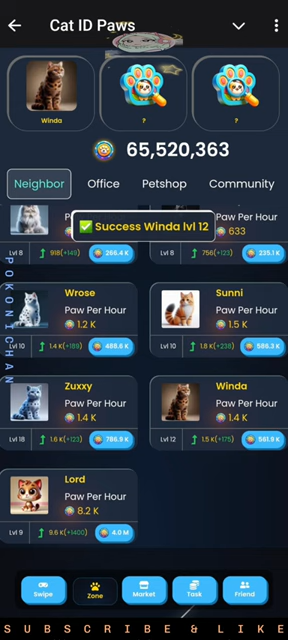 Cat ID Paws
Winda
?
?
65,520,363
Neighbor
Office
Petshop
Community
✅ Success Winda lvl 12
Paw Per Hour
633
Lvl 8
918(+149)
266.4 K
Lvl 8
756(+123)
235.1 K
Wrose
Paw Per Hour
1.2 K
Lvl 10
1.4 K(+189)
488.6 K
Sunni
Paw Per Hour
1.5 K
Lvl 10
1.8 K(+238)
586.3 K
Zuxxy
Paw Per Hour
1.4 K
Lvl 18
1.6 K(+123)
786.9 K
Winda
Paw Per Hour
1.4 K
Lvl 12
1.5 K(+175)
581.9 K
Lord
Paw Per Hour
8.2 K
Lvl 9
9.6 K(+1400)
4.0 M
POKONICHAN
Swipe
Zone
Market
Task
Friend
SUBSCRIBE & LIKE